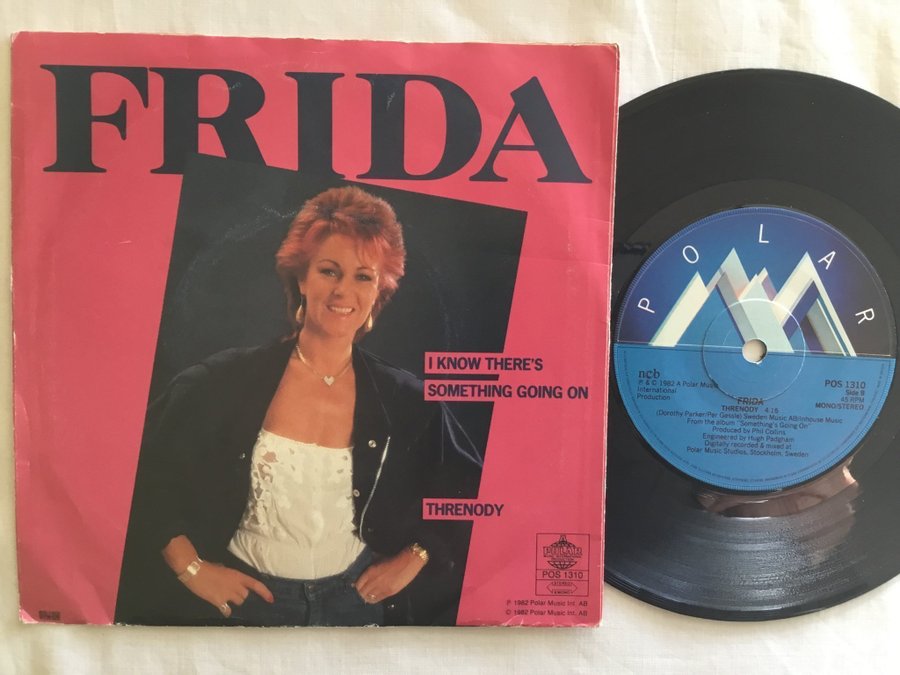 FRIDA
I KNOW THERE'S
SOMETHING GOING ON
THRENODY
POLAR
POS 1310
STEREO
℗ 1982 Polar Music Int. AB
© 1982 Polar Music Int. AB
POLAR
ncb
℗ & © 1982 A Polar Music
International
Production
POS 1310
Side B
45 RPM
MONO/STEREO
FRIDA
THRENODY 4:15
(Dorothy Parker/Per Gessle) Sweden Music AB/Inhouse Music
From the album "Something's Going On"
Produced by Phil Collins
Engineered by Hugh Padgham
Digitally recorded & mixed at
Polar Music Studios, Stockholm, Sweden